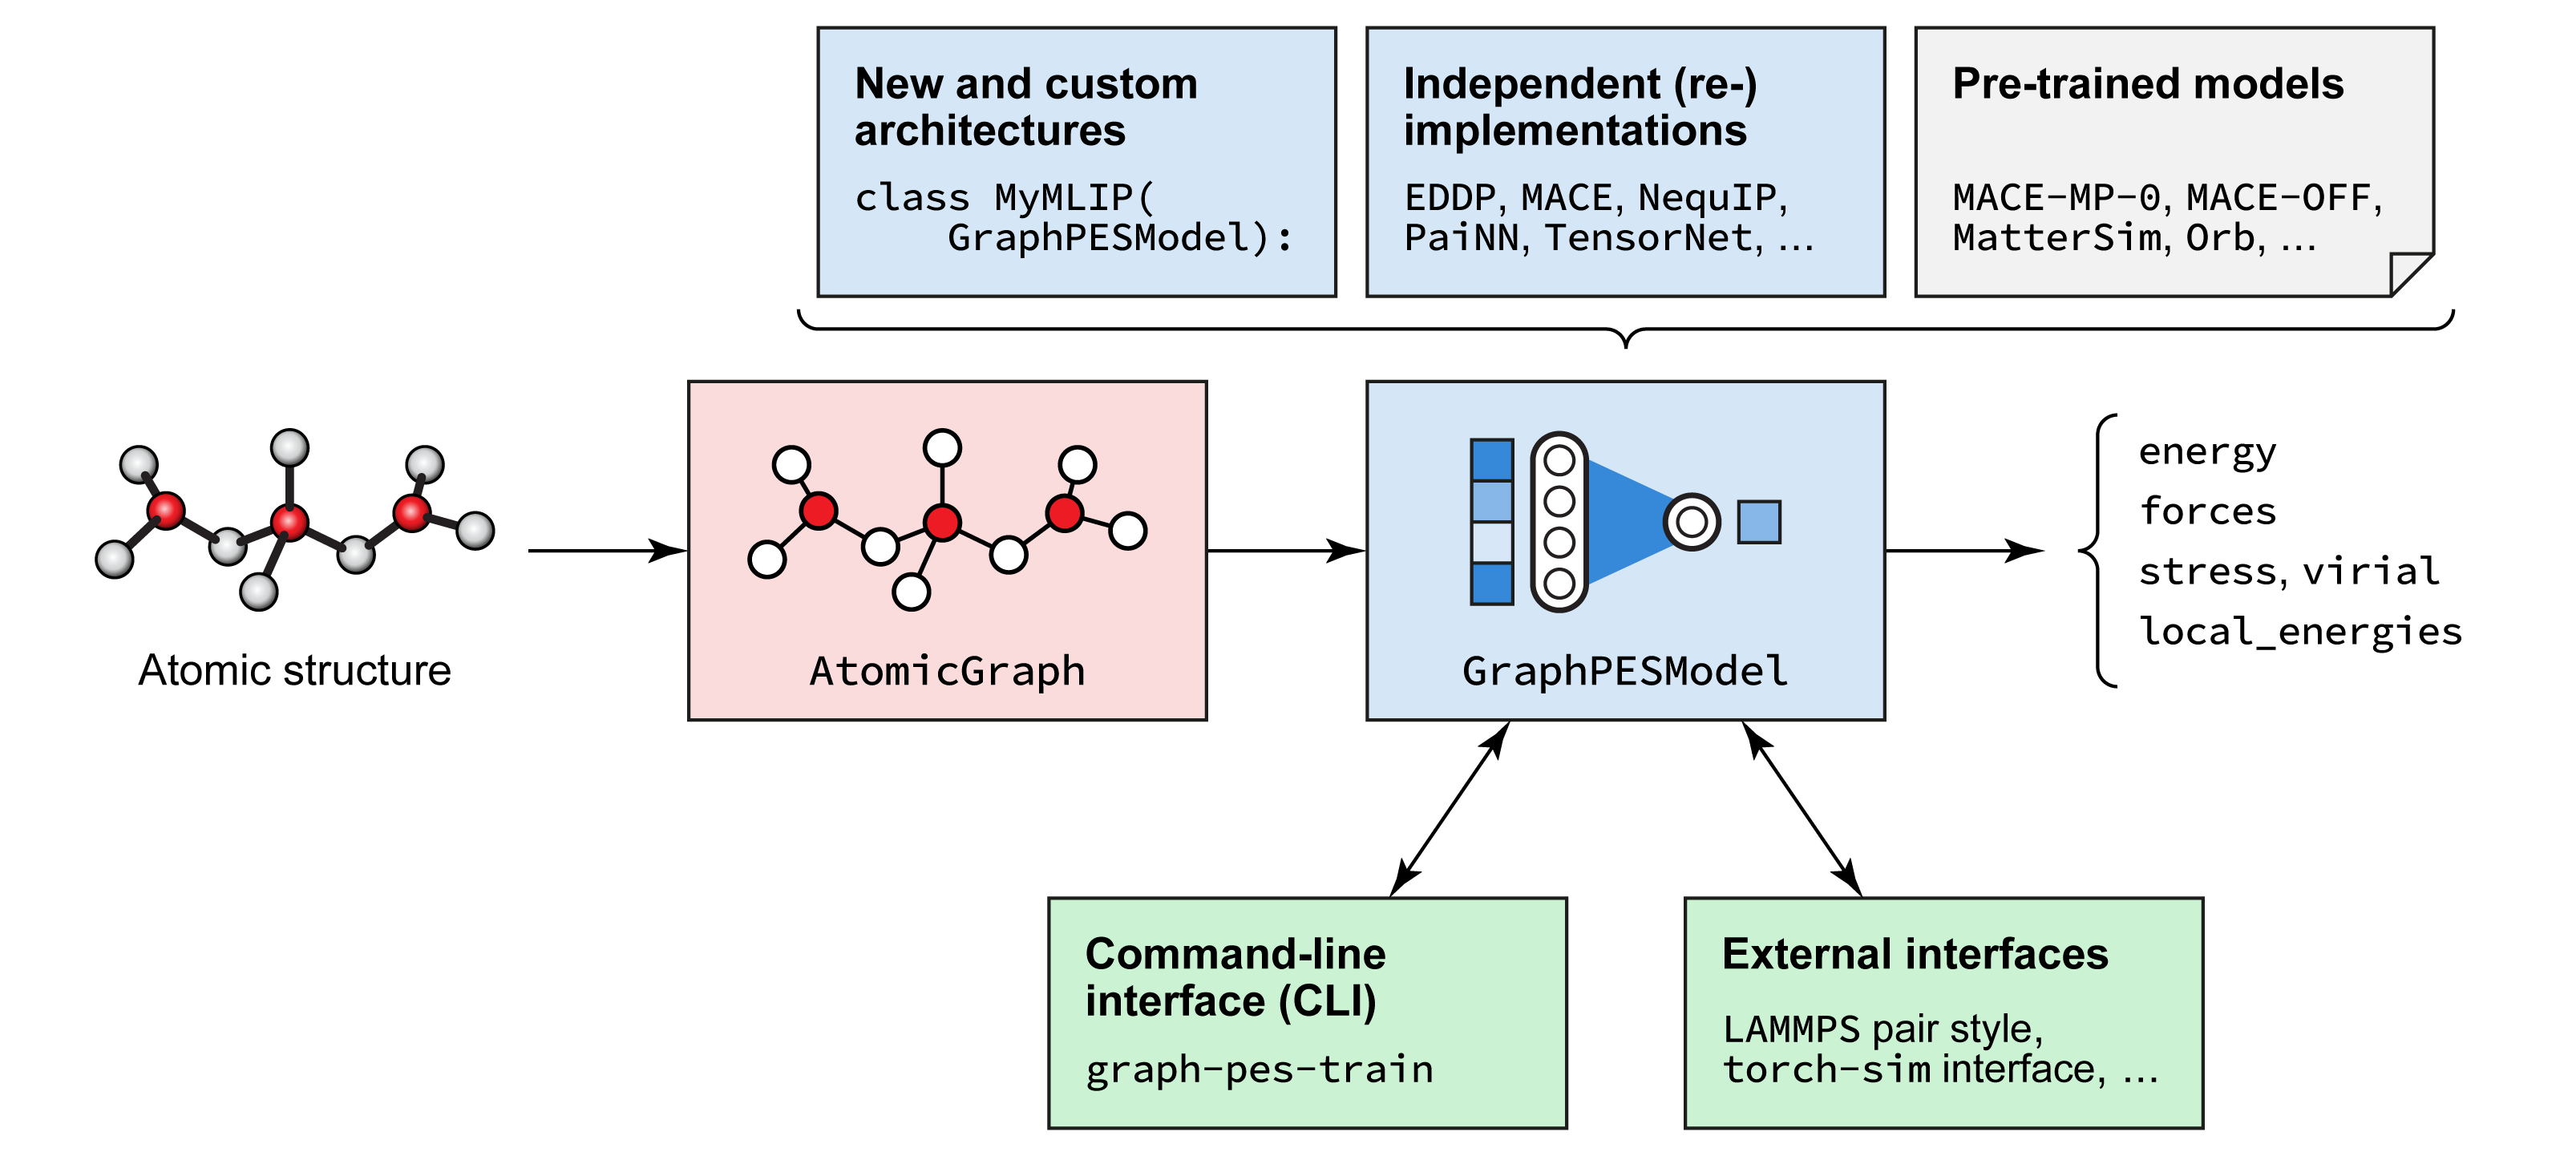 New and custom
architectures
class MyMLIP(
GraphPESModel):
Independent (re-)
implementations
EDDP, MACE, NequIP,
PaiNN, TensorNet, ...
Pre-trained models
MACE-MP-0, MACE-OFF,
MatterSim, Orb, ...
Atomic structure
AtomicGraph
GraphPESModel
energy
forces
stress, virial
local_energies
Command-line
interface (CLI)
graph-pes-train
External interfaces
LAMMPS pair style,
torch-sim interface, ...